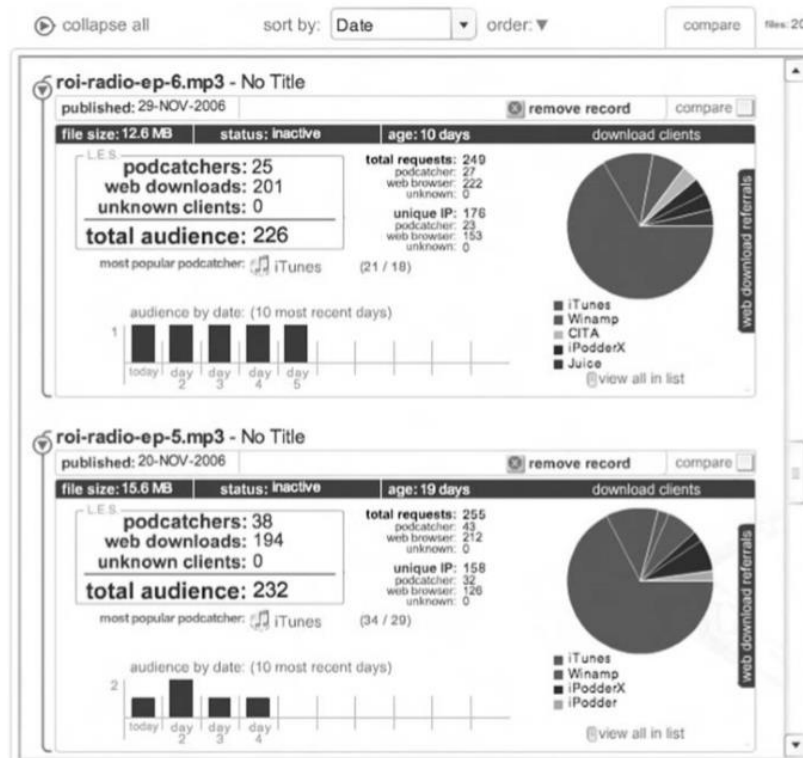 collapse all sort by: Date order: compare files: 20
roi-radio-ep-6.mp3 - No Title
published: 29-NOV-2006 remove record compare
file size: 12.6 MB status: Inactive age: 10 days download clients
L.E.S.
podcatchers: 25
web downloads: 201
unknown clients: 0
total audience: 226
total requests: 249
podcatcher: 27
web browser: 222
unknown: 0
unique IP: 176
podcatcher: 23
web browser: 153
unknown: 0
most popular podcatcher: iTunes (21 / 18)
web download referrals
audience by date: (10 most recent days)
1
today day 2 day 3 day 4 day 5
iTunes
Winamp
CITA
iPodderX
Juice
view all in list
roi-radio-ep-5.mp3 - No Title
published: 20-NOV-2006 remove record compare
file size: 15.6 MB status: Inactive age: 19 days download clients
L.E.S.
podcatchers: 38
web downloads: 194
unknown clients: 0
total audience: 232
total requests: 255
podcatcher: 43
web browser: 212
unknown: 0
unique IP: 158
podcatcher: 32
web browser: 126
unknown: 0
most popular podcatcher: iTunes (34 / 29)
web download referrals
audience by date: (10 most recent days)
2
today day 2 day 3 day 4
iTunes
Winamp
iPodderX
iPodder
view all in list